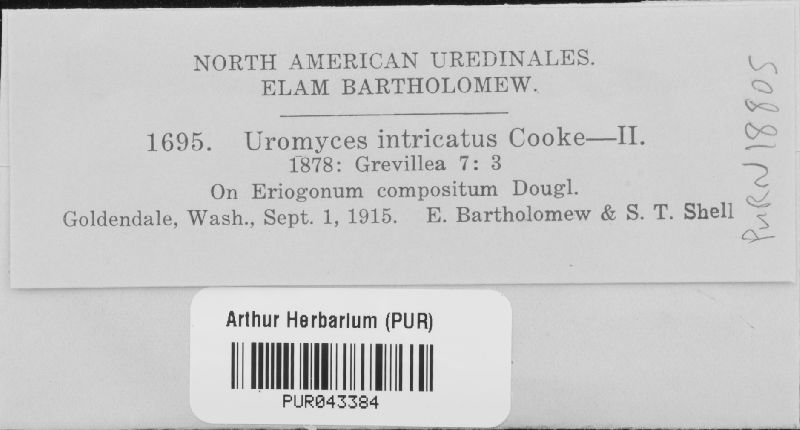 NORTH AMERICAN UREDINALES.
ELAM BARTHOLOMEW.
1695. Uromyces intricatus Cooke—II.
1878: Grevillea 7: 3
On Eriogonum compositum Dougl.
Goldendale, Wash., Sept. 1, 1915. E. Bartholomew & S. T. Shell
PURN 18805
Arthur Herbarium (PUR)
PUR043384